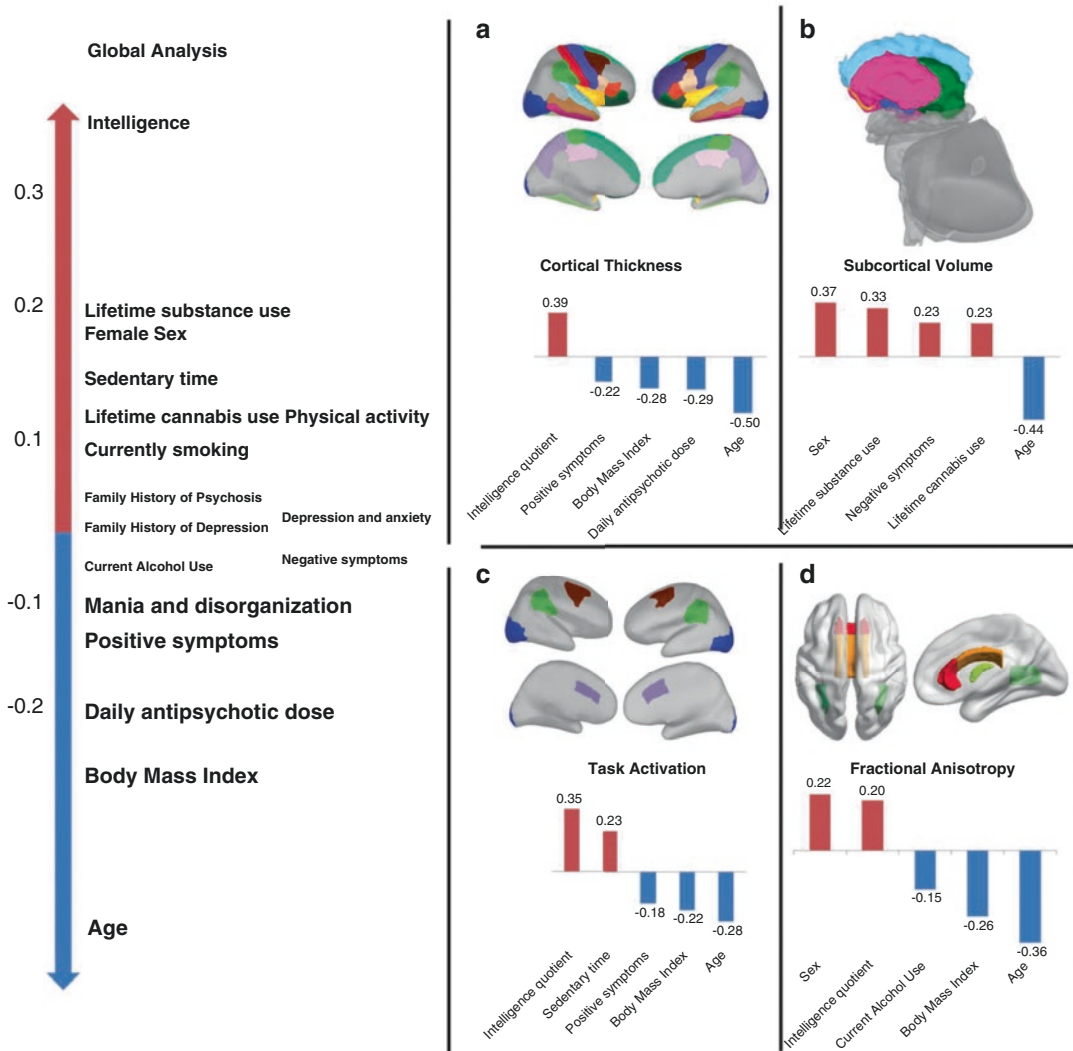 Global Analysis
Intelligence
0.3
0.2
Lifetime substance use
Female Sex
Sedentary time
Lifetime cannabis use Physical activity
0.1
Currently smoking
Family History of Psychosis
Depression and anxiety
Family History of Depression
Negative symptoms
Current Alcohol Use
-0.1
Mania and disorganization
Positive symptoms
-0.2
Daily antipsychotic dose
Body Mass Index
Age
a
Cortical Thickness
0.39
-0.22
-0.28
-0.29
-0.50
Intelligence quotient
Positive symptoms
Body Mass Index
Daily antipsychotic dose
Age
b
Subcortical Volume
0.37
0.33
0.23
0.23
-0.44
Sex
Lifetime substance use
Negative symptoms
Lifetime cannabis use
Age
c
Task Activation
0.35
0.23
-0.18
-0.22
-0.28
Intelligence quotient
Sedentary time
Positive symptoms
Body Mass Index
Age
d
Fractional Anisotropy
0.22
0.20
-0.15
-0.26
-0.36
Sex
Intelligence quotient
Current Alcohol Use
Body Mass Index
Age